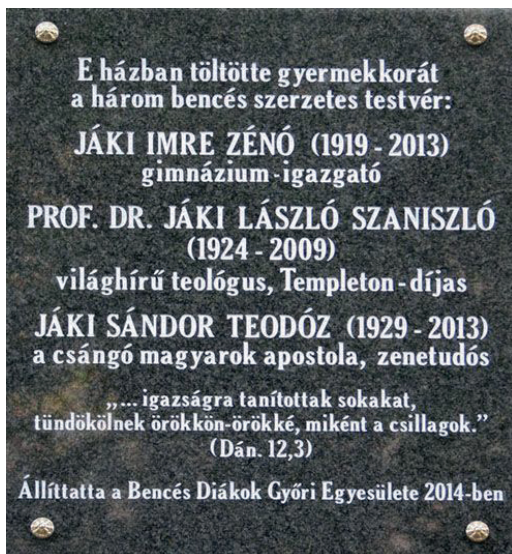 E házban töltötte gyermekkorát
a három bencés szerzetes testvér:
JÁKI IMRE ZÉNÓ (1919 - 2013)
gimnázium - igazgató
PROF. DR. JÁKI LÁSZLÓ SZANISZLÓ
(1924 - 2009)
világhírű teológus, Templeton - díjas
JÁKI SÁNDOR TEODÓZ (1929 - 2013)
a csángó magyarok apostola, zenetudós
„... igazságra tanítottak sokakat,
tündökölnek örökkön-örökké, miként a csillagok.”
(Dán. 12,3)
Állíttatta a Bencés Diákok Győri Egyesülete 2014-ben